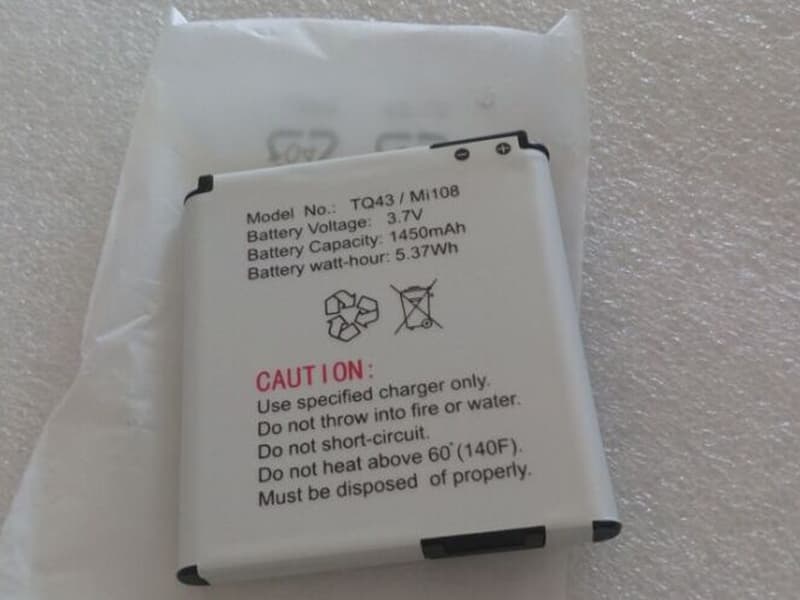 Model No.: TQ43 / Mi108
Battery Voltage: 3.7V
Battery Capacity: 1450mAh
Battery watt-hour: 5.37Wh
CAUTION:
Use specified charger only.
Do not throw into fire or water.
Do not short-circuit.
Do not heat above 60°(140F).
Must be disposed of properly.